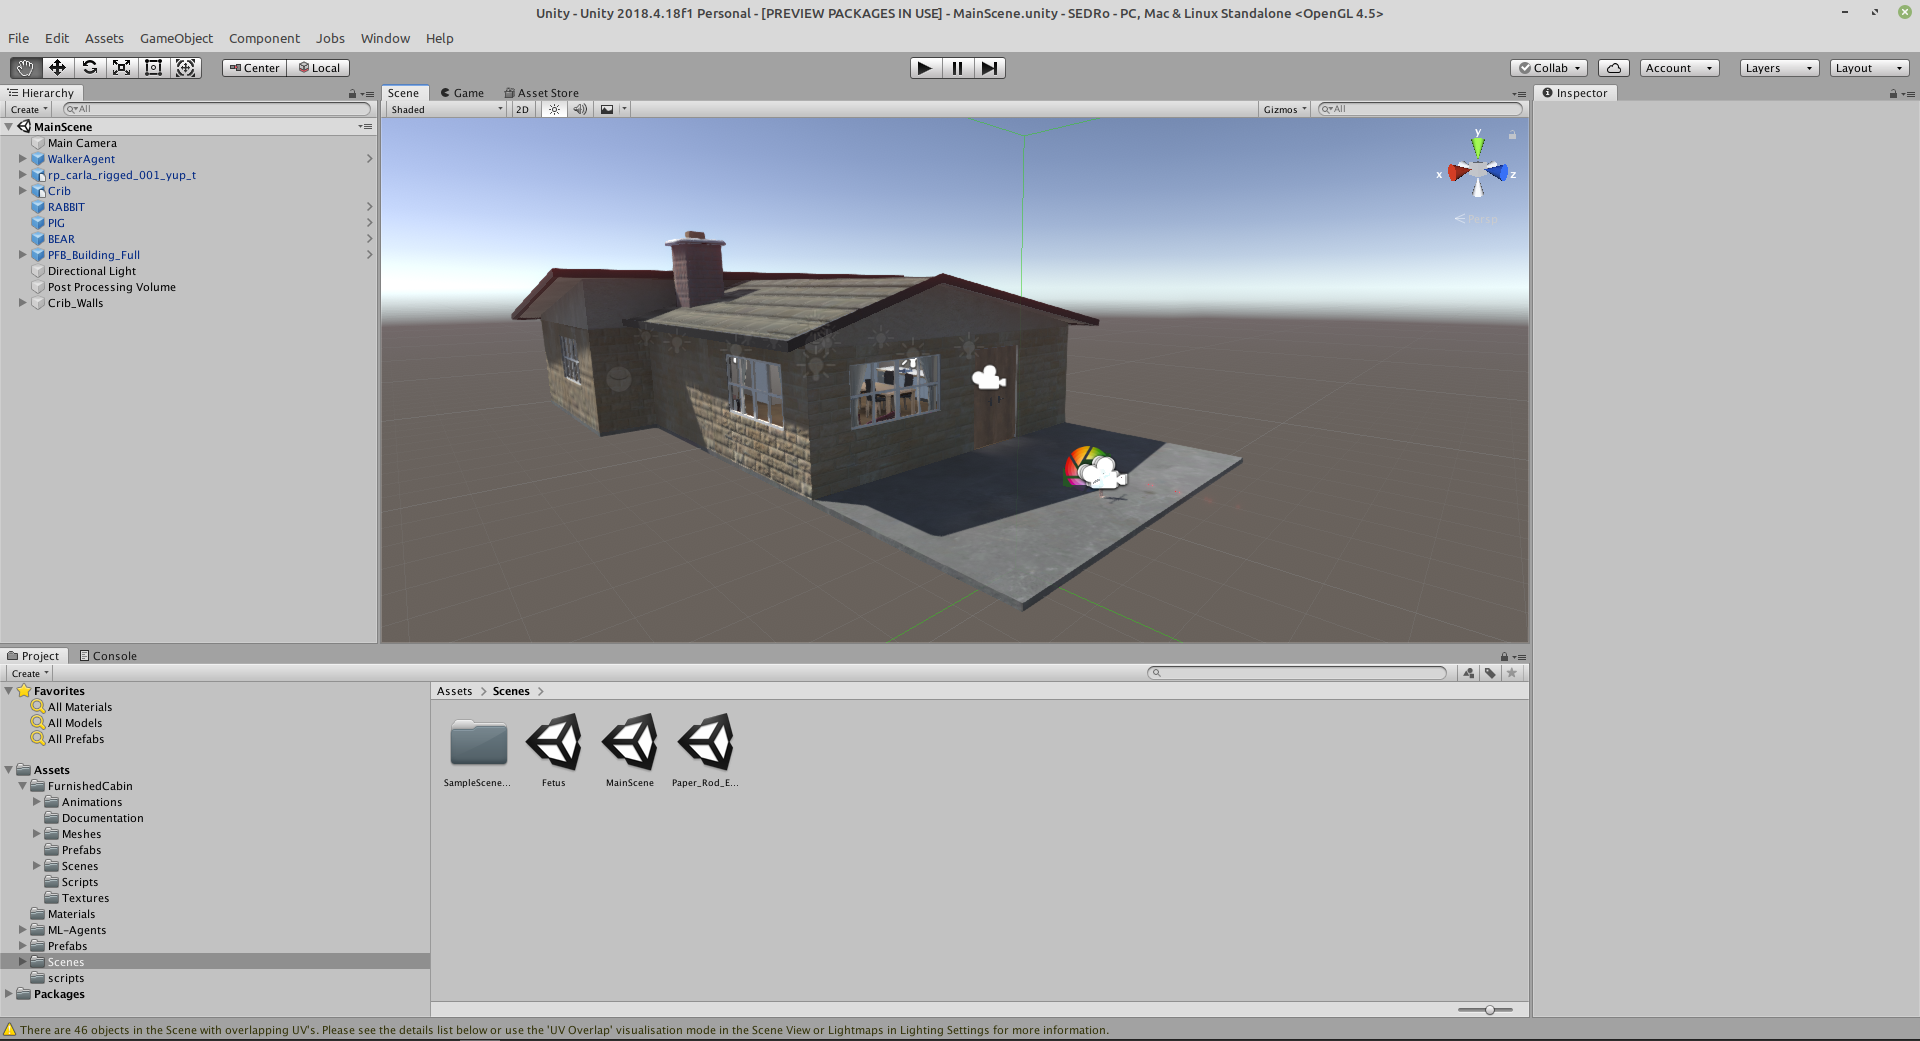 Unity - Unity 2018.4.18f1 Personal - [PREVIEW PACKAGES IN USE] - MainScene.unity - SEDRo - PC, Mac & Linux Standalone <OpenGL 4.5>
File Edit Assets GameObject Component Jobs Window Help
Center Local Collab Account Layers Layout
Hierarchy
Create All
MainScene
Main Camera
WalkerAgent
rp_carla_rigged_001_yup_t
Crib
RABBIT
PIG
BEAR
PFB_Building_Full
Directional Light
Post Processing Volume
Crib_Walls
Scene Game Asset Store
Shaded 2D Gizmos All
y
x z
Persp
Inspector
Project Console
Create
Favorites
All Materials
All Models
All Prefabs
Assets
FurnishedCabin
Animations
Documentation
Meshes
Prefabs
Scenes
Scripts
Textures
Materials
ML-Agents
Prefabs
Scenes
scripts
Packages
Assets > Scenes >
SampleScene... Fetus MainScene Paper_Rod_E...
There are 46 objects in the Scene with overlapping UV's. Please see the details list below or use the 'UV Overlap' visualisation mode in the Scene View or Lightmaps in Lighting Settings for more information.